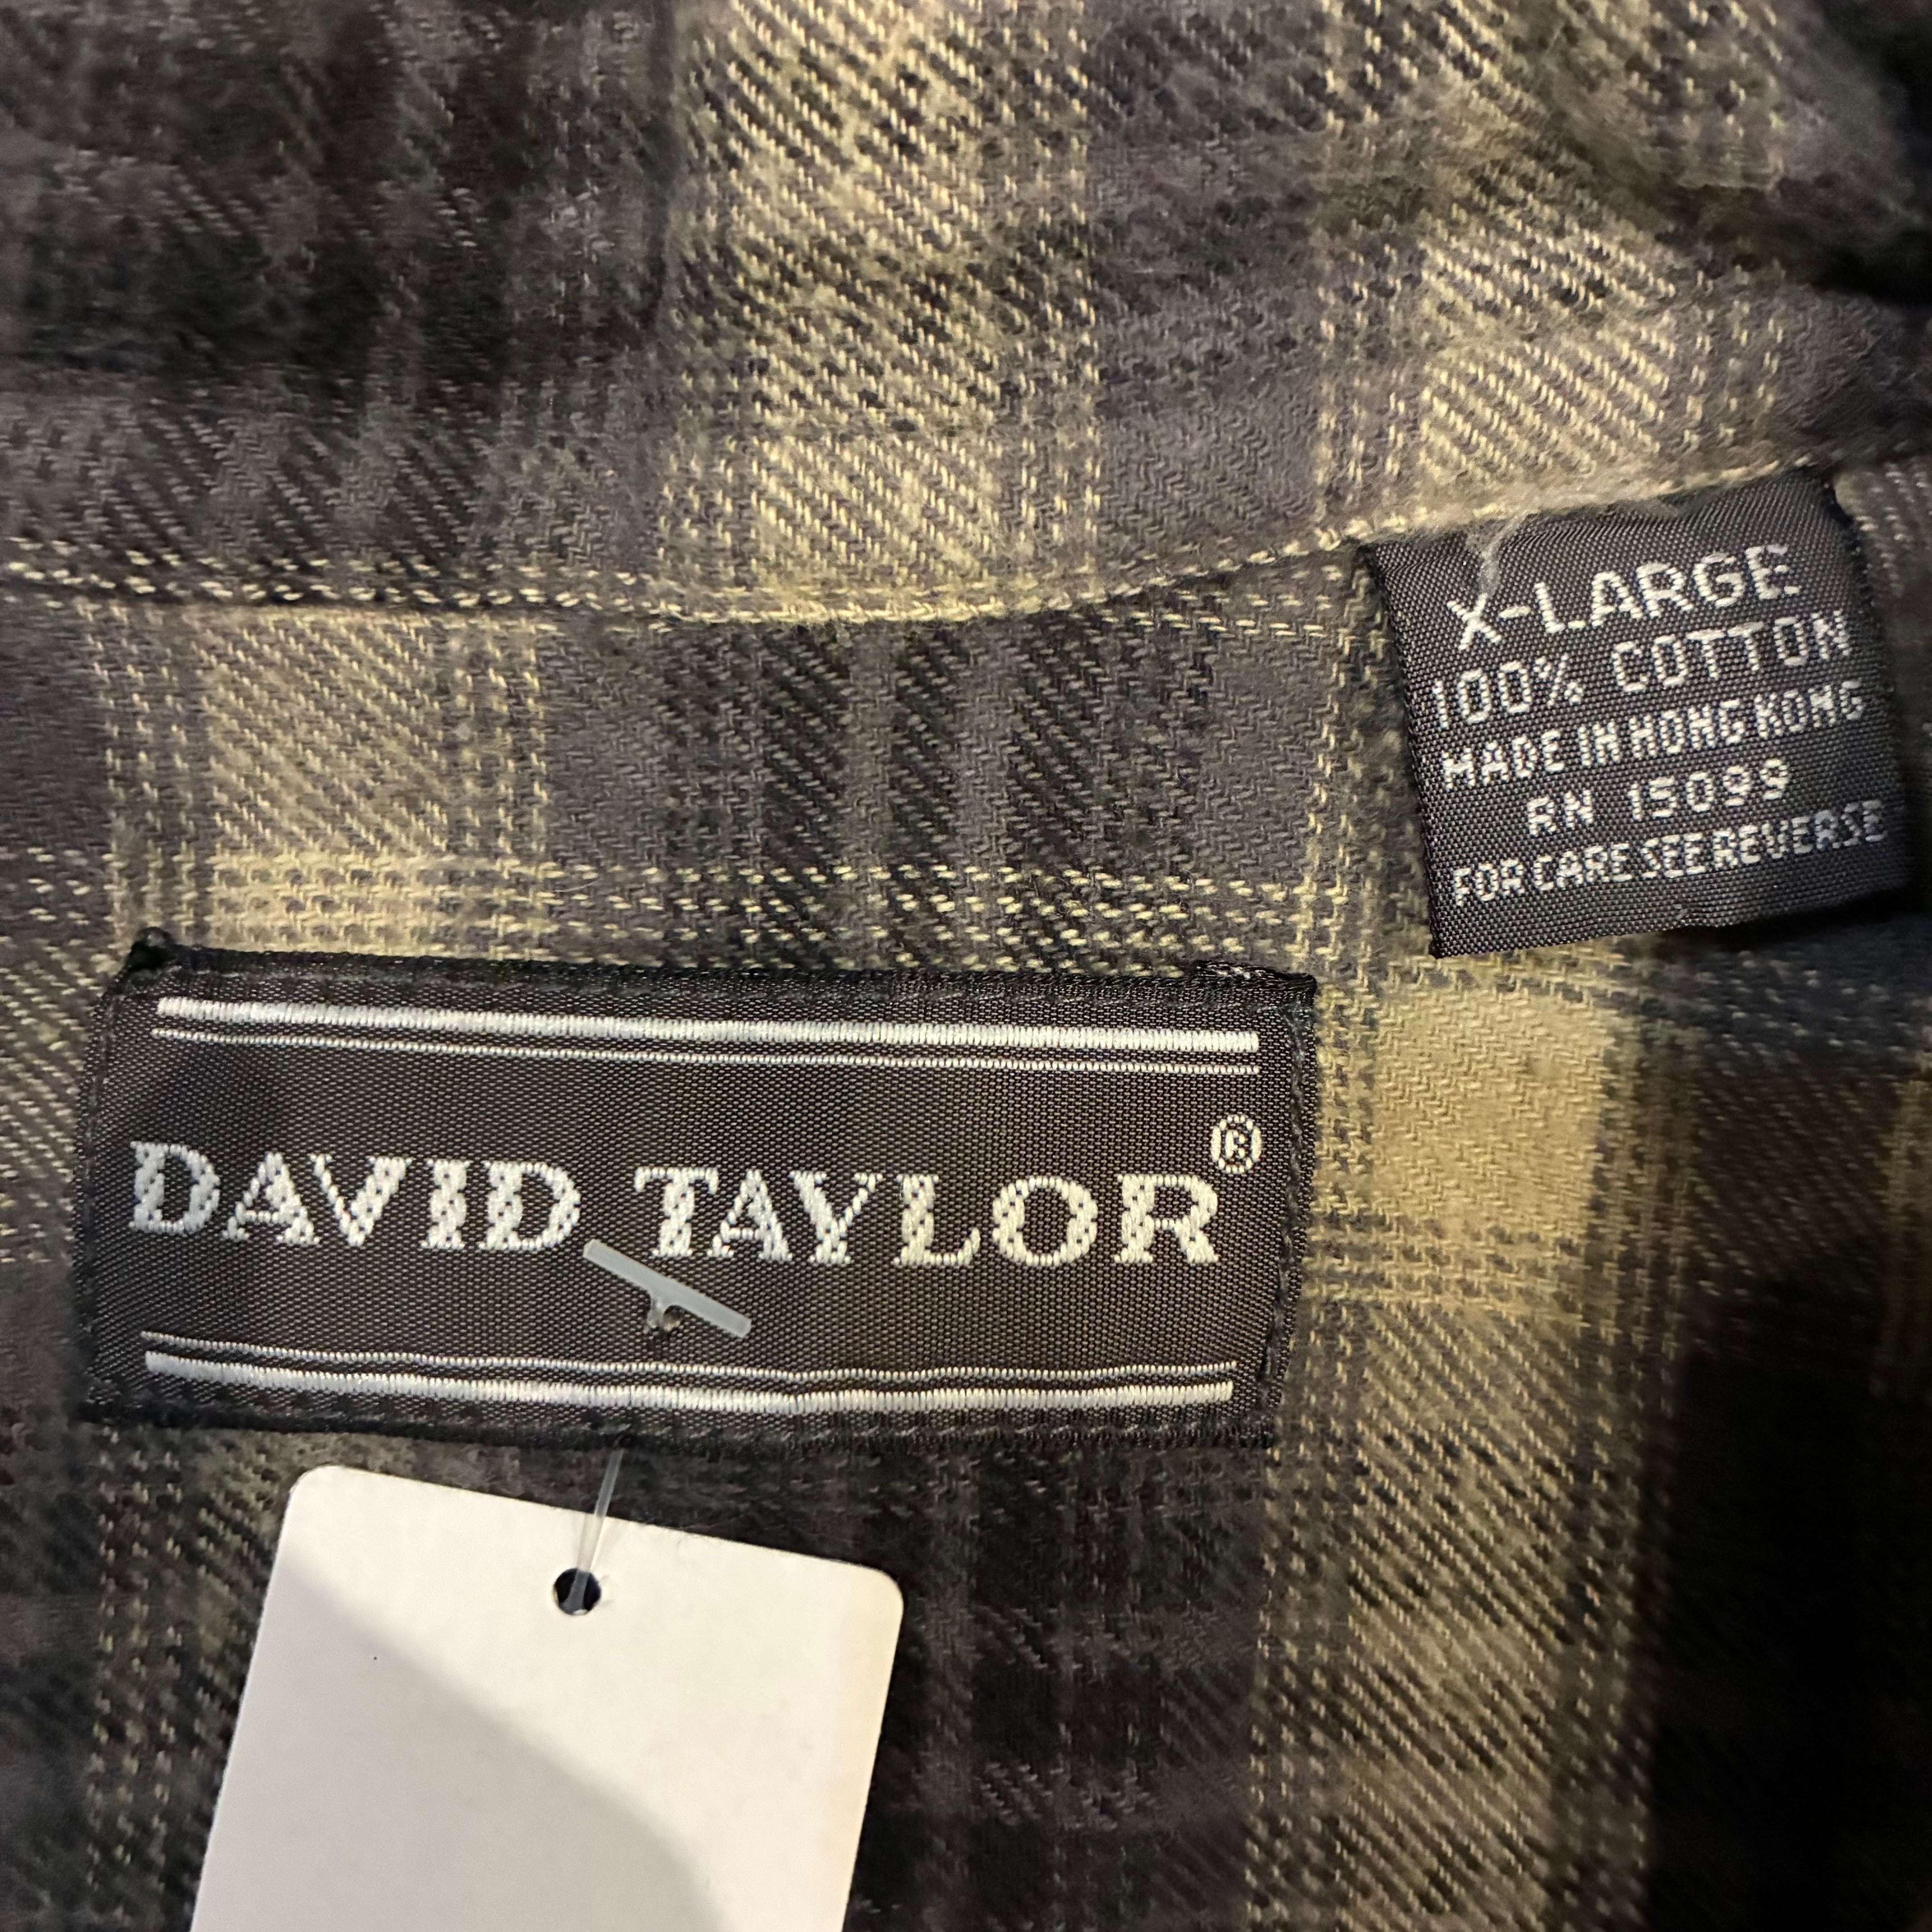 X-LARGE
100% COTTON
MADE IN HONG KONG
RN 15099
FOR CARE SEE REVERSE
DAVID TAYLOR®